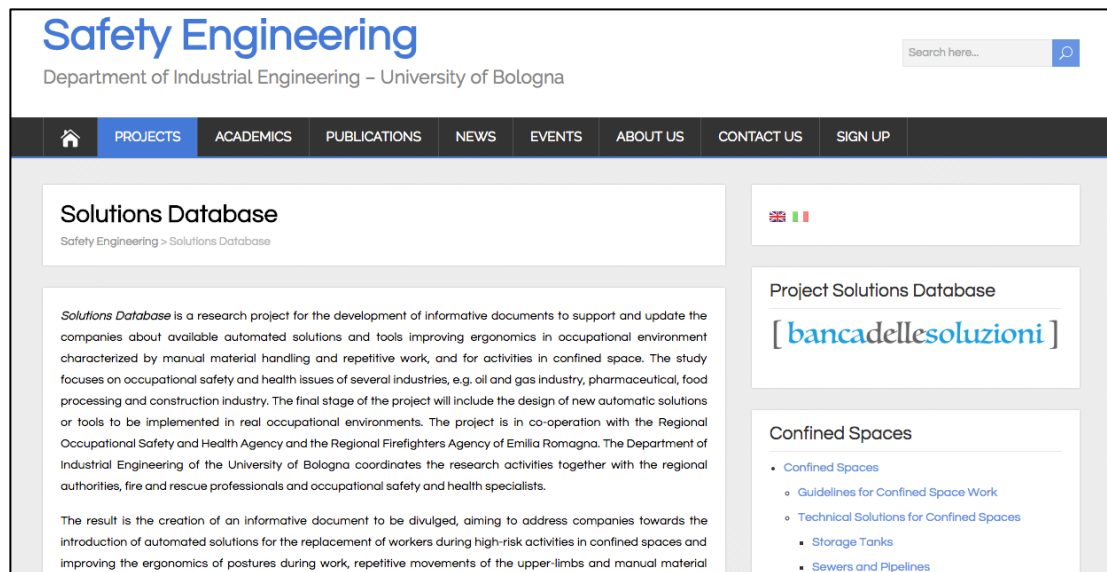 Safety Engineering
Department of Industrial Engineering – University of Bologna
Search here...
PROJECTS ACADEMICS PUBLICATIONS NEWS EVENTS ABOUT US CONTACT US SIGN UP
Solutions Database
Safety Engineering > Solutions Database
Solutions Database is a research project for the development of informative documents to support and update the
companies about available automated solutions and tools improving ergonomics in occupational environment
characterized by manual material handling and repetitive work, and for activities in confined space. The study
focuses on occupational safety and health issues of several industries, e.g. oil and gas industry, pharmaceutical, food
processing and construction industry. The final stage of the project will include the design of new automatic solutions
or tools to be implemented in real occupational environments. The project is in co-operation with the Regional
Occupational Safety and Health Agency and the Regional Firefighters Agency of Emilia Romagna. The Department of
Industrial Engineering of the University of Bologna coordinates the research activities together with the regional
authorities, fire and rescue professionals and occupational safety and health specialists.
The result is the creation of an informative document to be divulged, aiming to address companies towards the
introduction of automated solutions for the replacement of workers during high-risk activities in confined spaces and
improving the ergonomics of postures during work, repetitive movements of the upper-limbs and manual material
Project Solutions Database
[ bancadellesoluzioni ]
Confined Spaces
Confined Spaces
Guidelines for Confined Space Work
Technical Solutions for Confined Spaces
Storage Tanks
Sewers and Pipelines